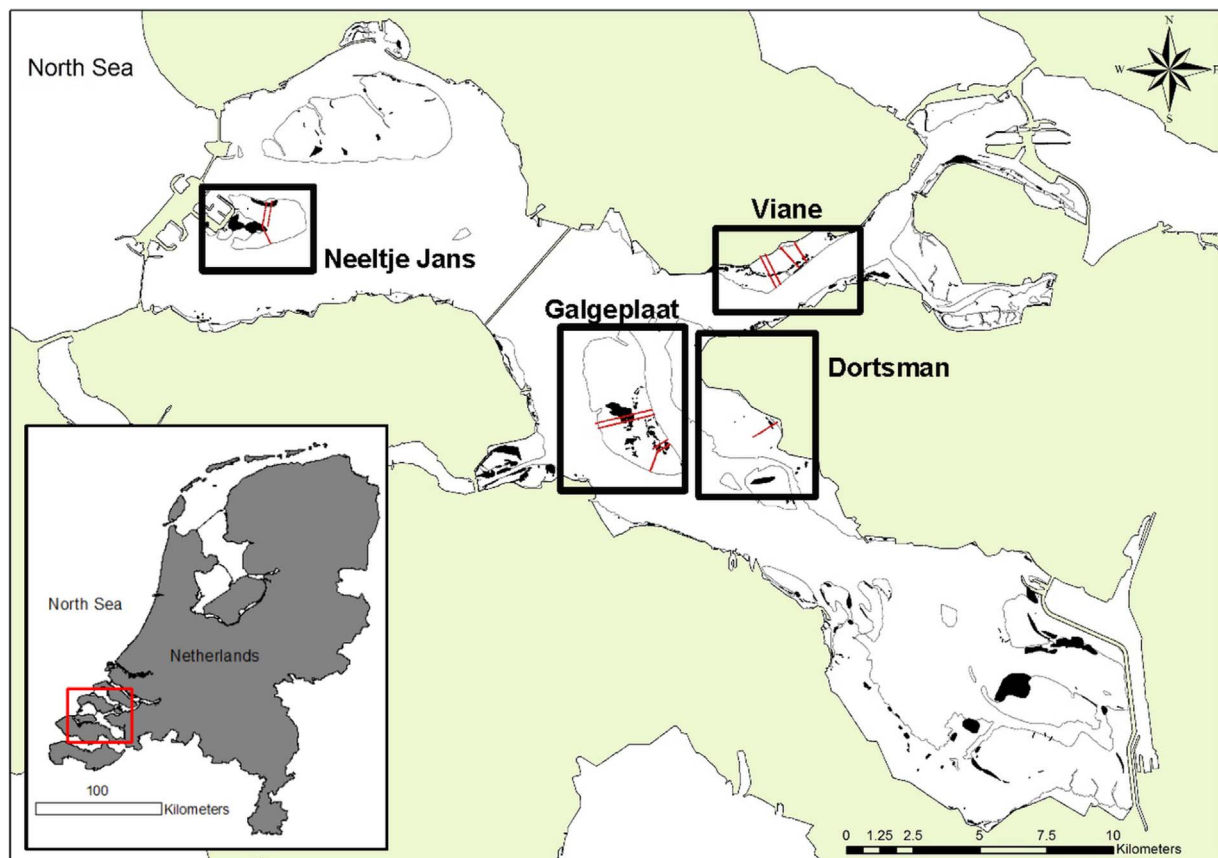 North Sea
N
W
E
S
Viane
Neeltje Jans
Galgeplaat
Dortsman
North Sea
Netherlands
100
Kilometers
0 1.25 2.5 5 7.5 10
Kilometers